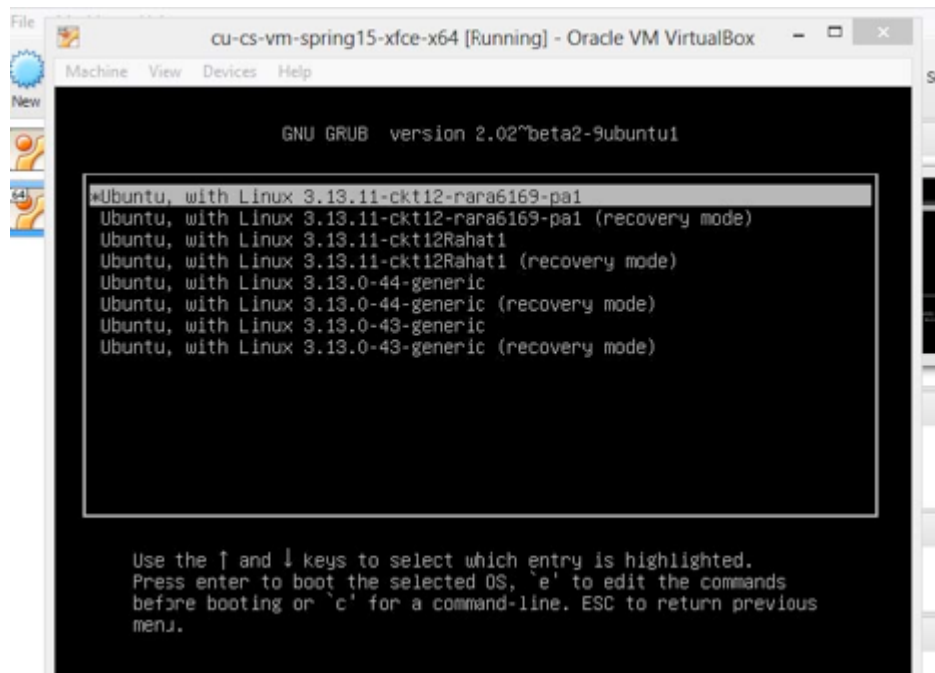 File
cu-cs-vm-spring15-xfce-x64 [Running] - Oracle VM VirtualBox
Machine View Devices Help
New
64
GNU GRUB version 2.02~beta2-9ubuntu1
*Ubuntu, with Linux 3.13.11-ckt12-rara6169-pa1
Ubuntu, with Linux 3.13.11-ckt12-rara6169-pa1 (recovery mode)
Ubuntu, with Linux 3.13.11-ckt12Rahat1
Ubuntu, with Linux 3.13.11-ckt12Rahat1 (recovery mode)
Ubuntu, with Linux 3.13.0-44-generic
Ubuntu, with Linux 3.13.0-44-generic (recovery mode)
Ubuntu, with Linux 3.13.0-43-generic
Ubuntu, with Linux 3.13.0-43-generic (recovery mode)
Use the ↑ and ↓ keys to select which entry is highlighted.
Press enter to boot the selected OS, `e' to edit the commands
before booting or `c' for a command-line. ESC to return previous
menu.